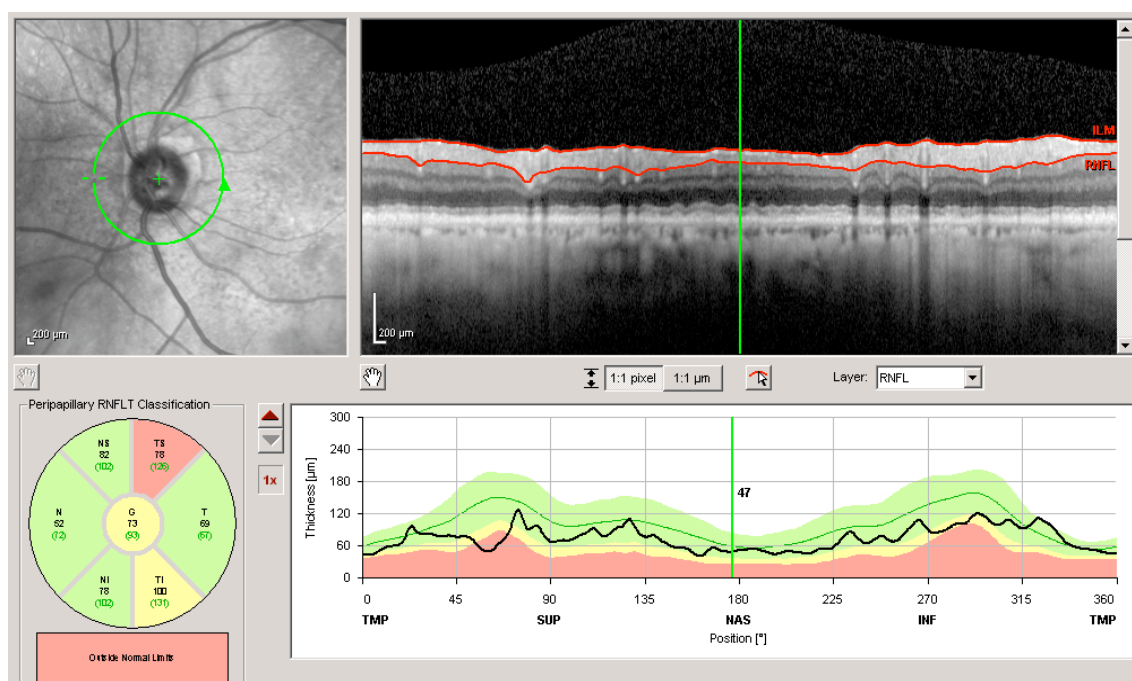 ILM
RNFL
200 µm
200 µm
1:1 pixel
1:1 µm
Layer:
RNFL
Peripapillary RNFLT Classification
NS
82
(102)
TS
78
(126)
N
52
(72)
G
73
(93)
T
69
(67)
NI
78
(102)
TI
100
(131)
Outside Normal Limits
1x
Thickness [µm]
300
240
180
120
60
0
47
0 45 90 135 180 225 270 315 360
TMP SUP NAS INF TMP
Position [°]